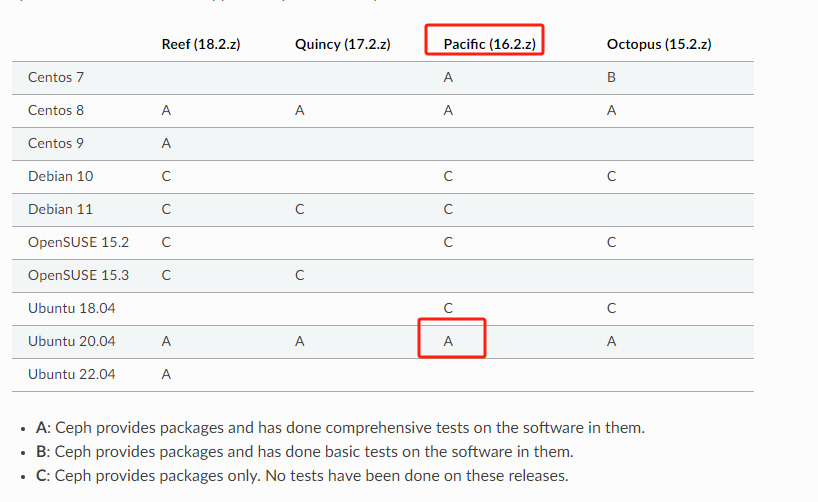 Reef (18.2.z) Quincy (17.2.z) Pacific (16.2.z) Octopus (15.2.z)
Centos 7 A B
Centos 8 A A A A
Centos 9 A
Debian 10 C C C
Debian 11 C C C
OpenSUSE 15.2 C C C
OpenSUSE 15.3 C C
Ubuntu 18.04 C C
Ubuntu 20.04 A A A A
Ubuntu 22.04 A
• A: Ceph provides packages and has done comprehensive tests on the software in them.
• B: Ceph provides packages and has done basic tests on the software in them.
• C: Ceph provides packages only. No tests have been done on these releases.